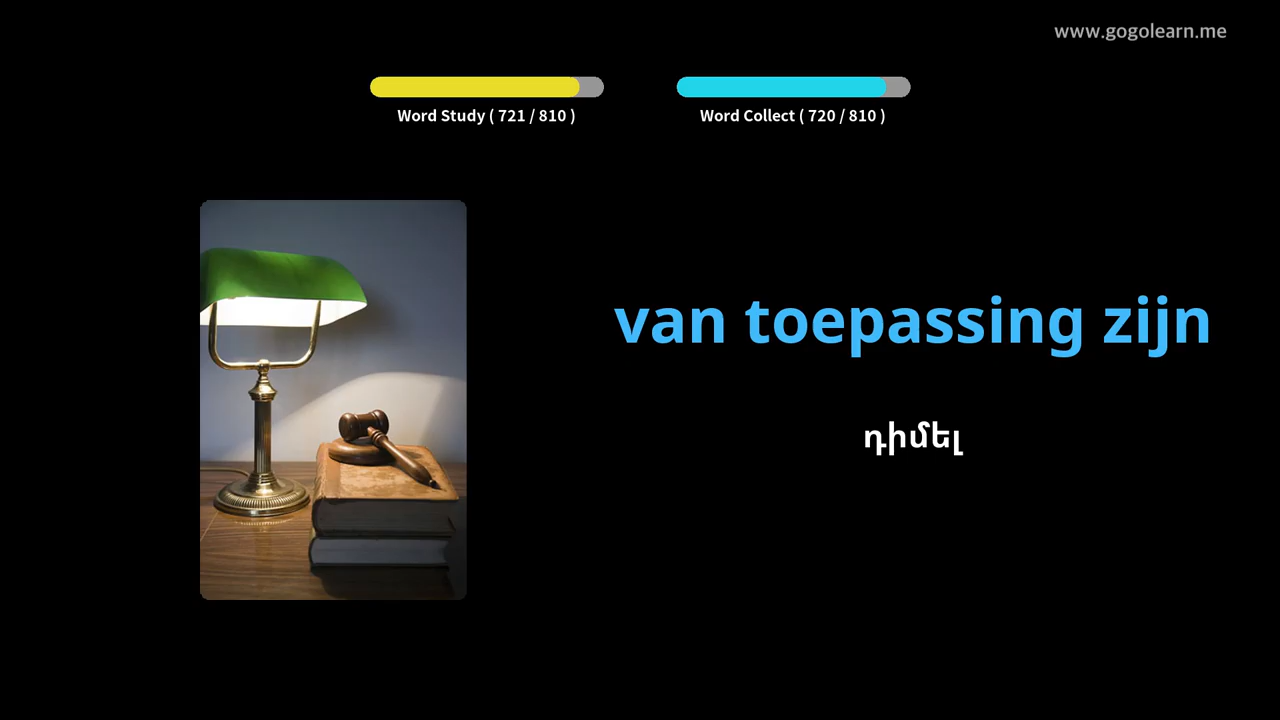 www.gogolearn.me
Word Study ( 721 / 810 )
Word Collect ( 720 / 810 )
van toepassing zijn
դիմել